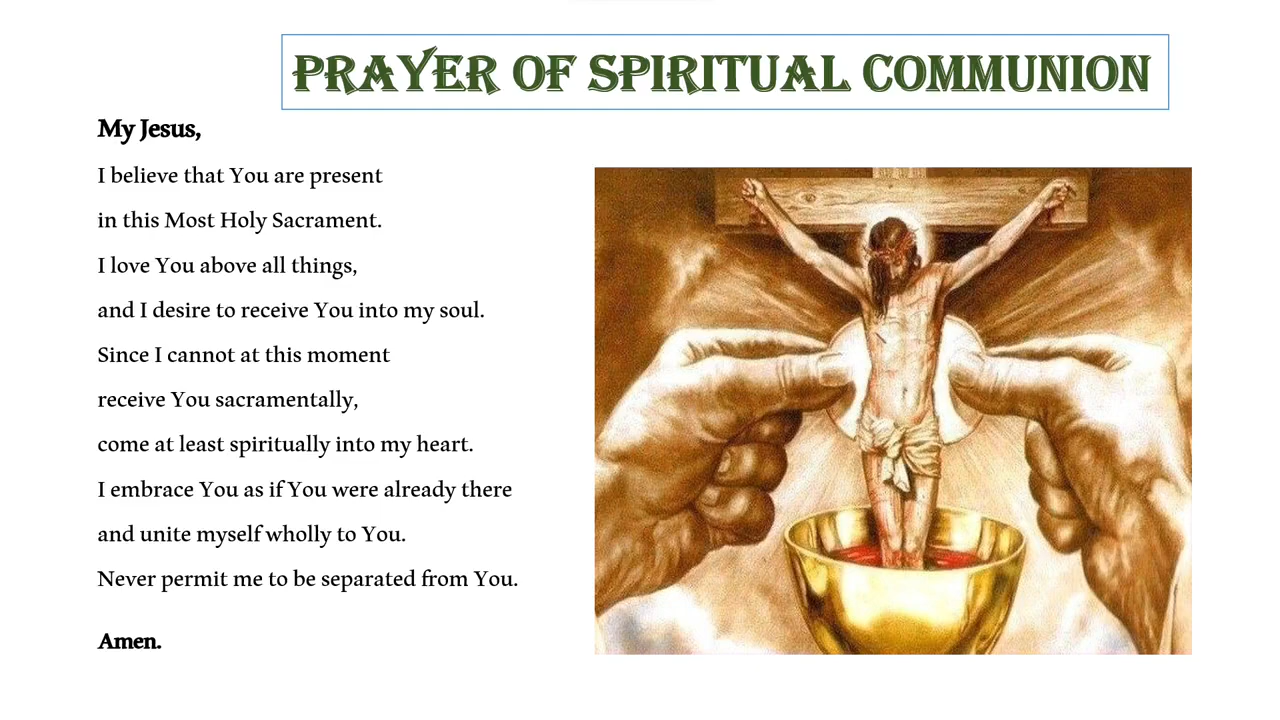 PRAYER OF SPIRITUAL COMMUNION
My Jesus,
I believe that You are present
in this Most Holy Sacrament.
I love You above all things,
and I desire to receive You into my soul.
Since I cannot at this moment
receive You sacramentally,
come at least spiritually into my heart.
I embrace You as if You were already there
and unite myself wholly to You.
Never permit me to be separated from You.
Amen.